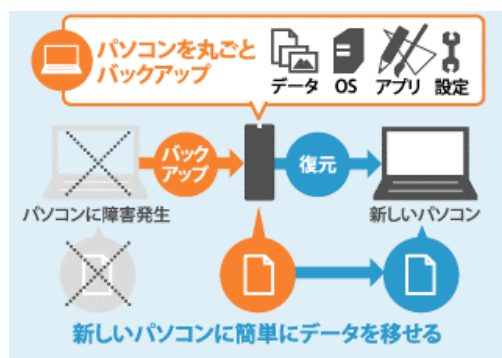 パソコンを丸ごと
バックアップ
データ OS アプリ 設定
バック
アップ
復元
パソコンに障害発生
新しいパソコン
新しいパソコンに簡単にデータを移せる